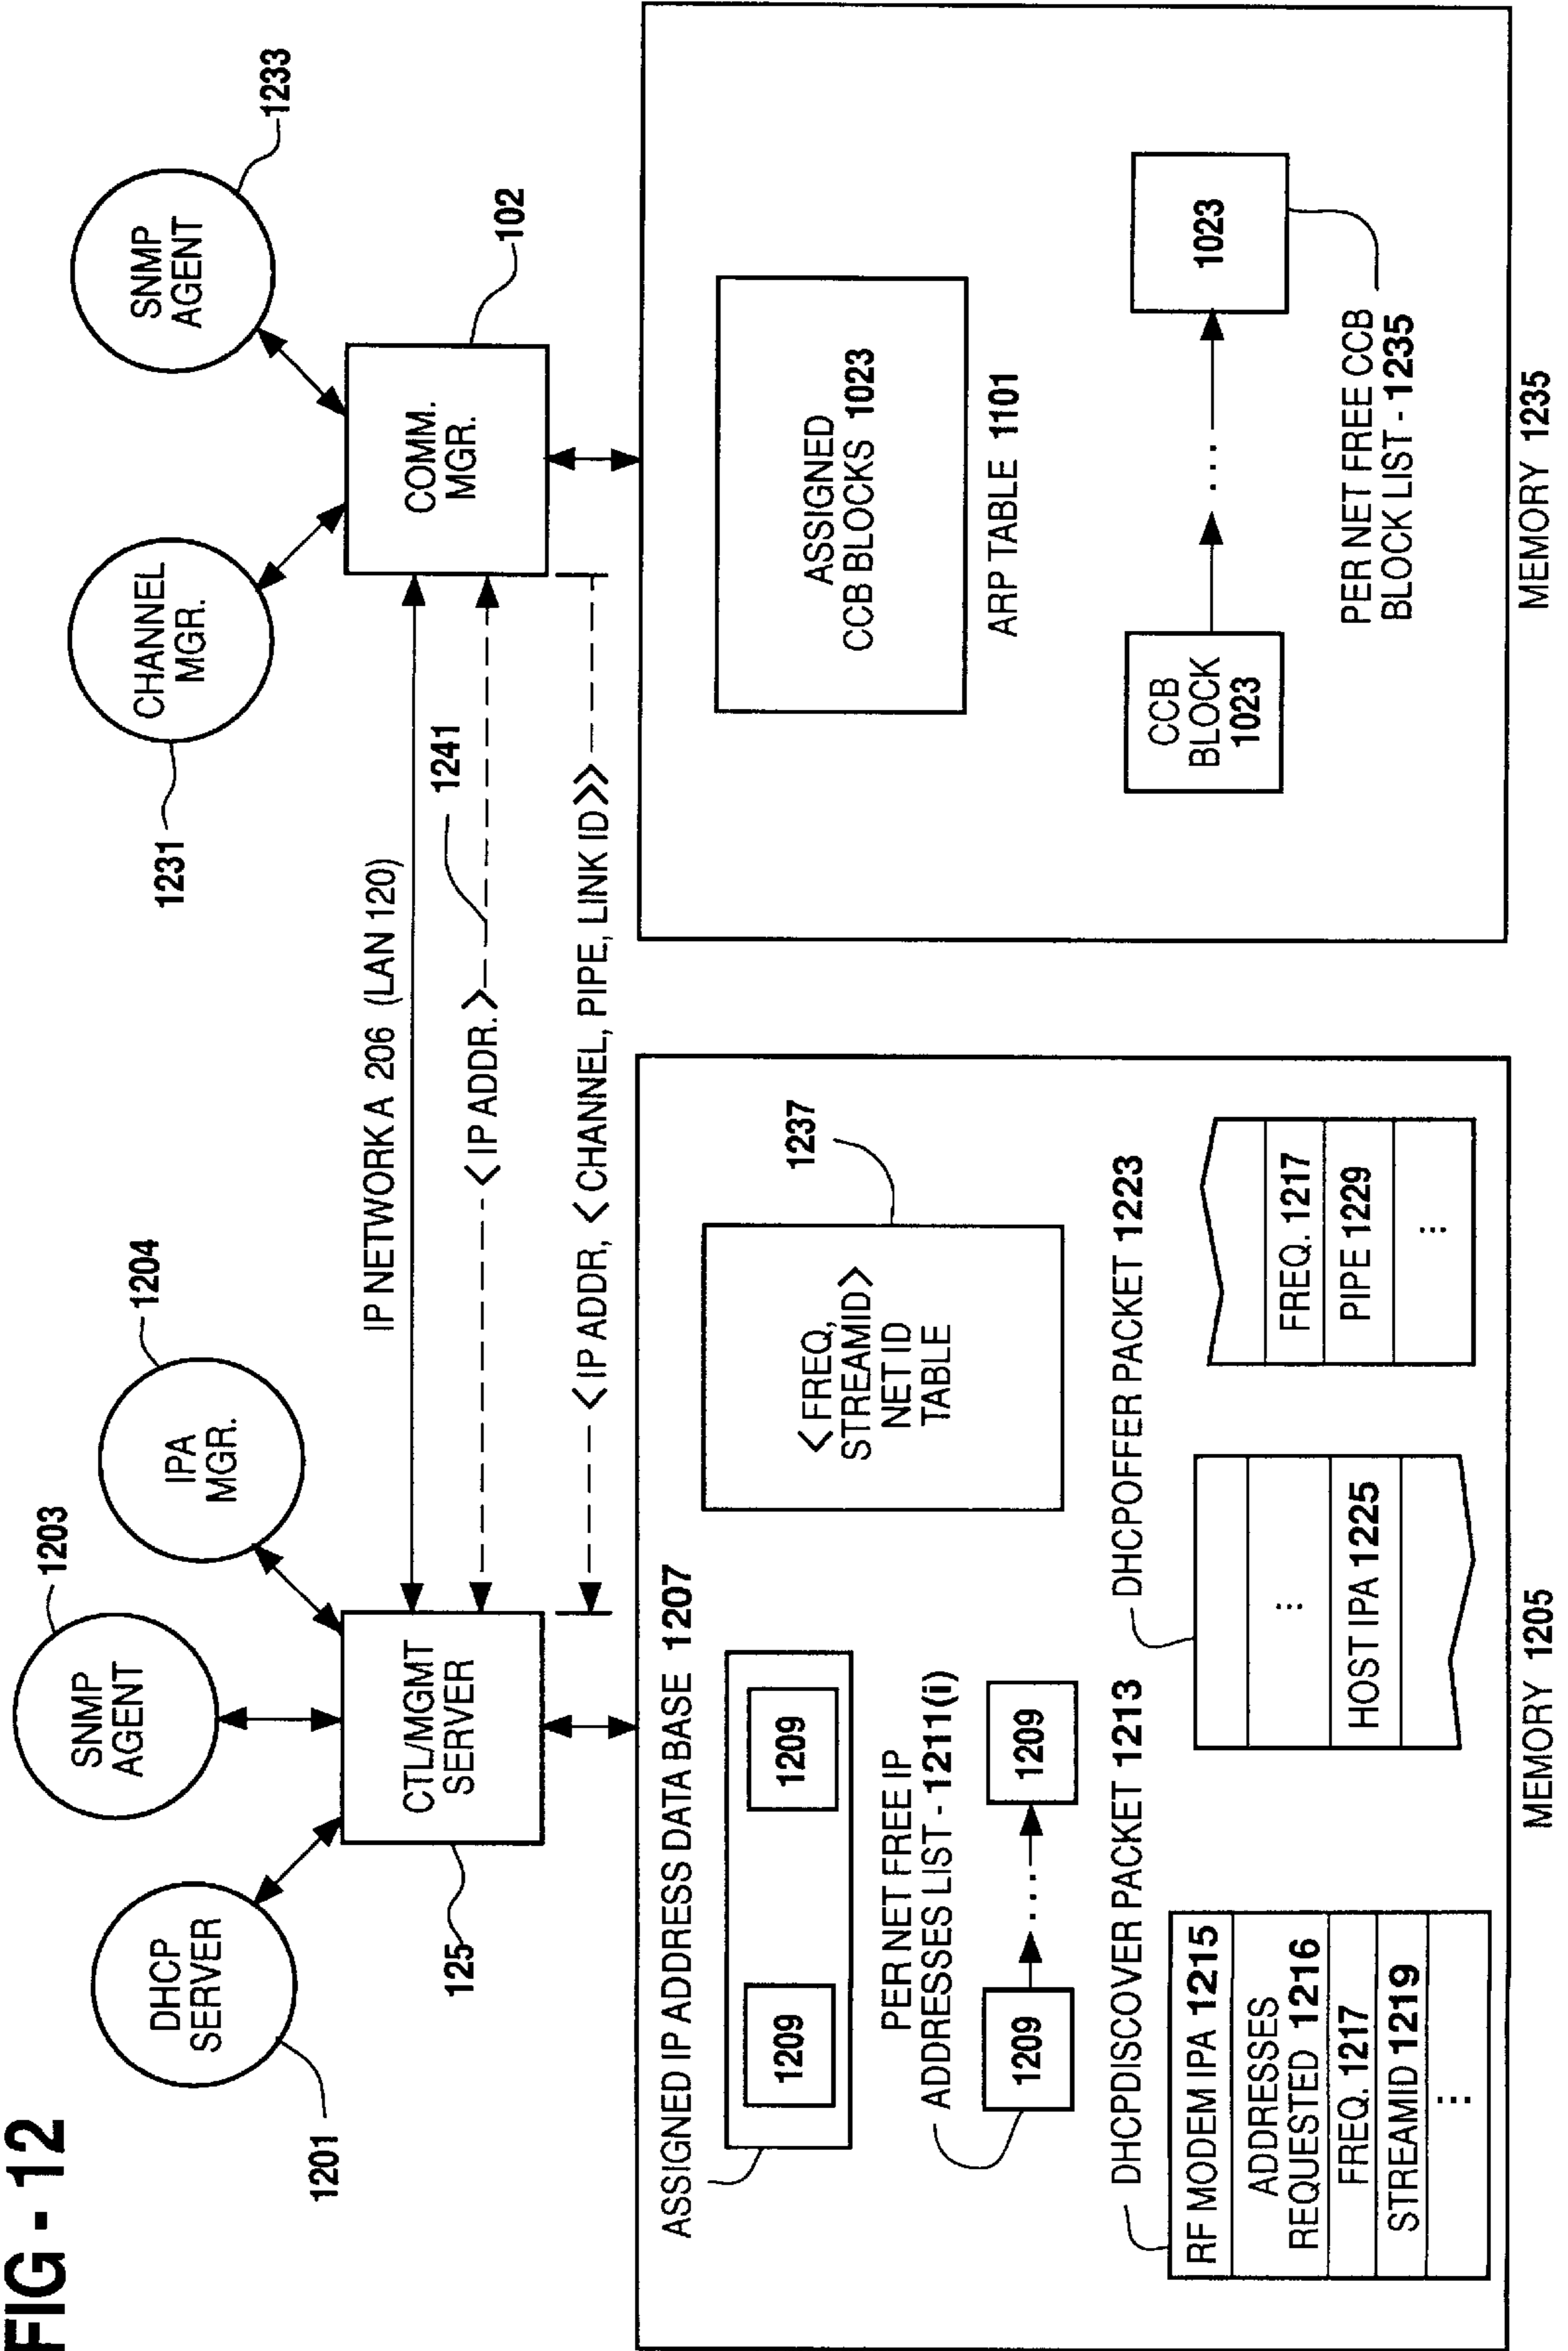 FIG - 12
DHCP
SERVER
1201
SNMP
AGENT
1203
IPA
MGR.
1204
CTL/MGMT
SERVER
125
IP NETWORK A 206 (LAN 120)
<IP ADDR.>
1241
<IP ADDR, <CHANNEL, PIPE, LINK ID>>
CHANNEL
MGR.
1231
SNMP
AGENT
1233
COMM.
MGR.
102
ASSIGNED IP ADDRESS DATA BASE 1207
1209
1209
PER NET FREE IP
ADDRESSES LIST - 1211(i)
1209
....
1209
<FREQ,
STREAMID>
NET ID
TABLE
1237
DHCPDISCOVER PACKET 1213
RF MODEM IPA 1215
ADDRESSES
REQUESTED 1216
FREQ. 1217
STREAMID 1219
...
DHCPOFFER PACKET 1223
...
HOST IPA 1225
FREQ. 1217
PIPE 1229
...
MEMORY 1205
ASSIGNED
CCB BLOCKS 1023
ARP TABLE 1101
CCB
BLOCK
1023
...
1023
PER NET FREE CCB
BLOCK LIST - 1235
MEMORY 1235